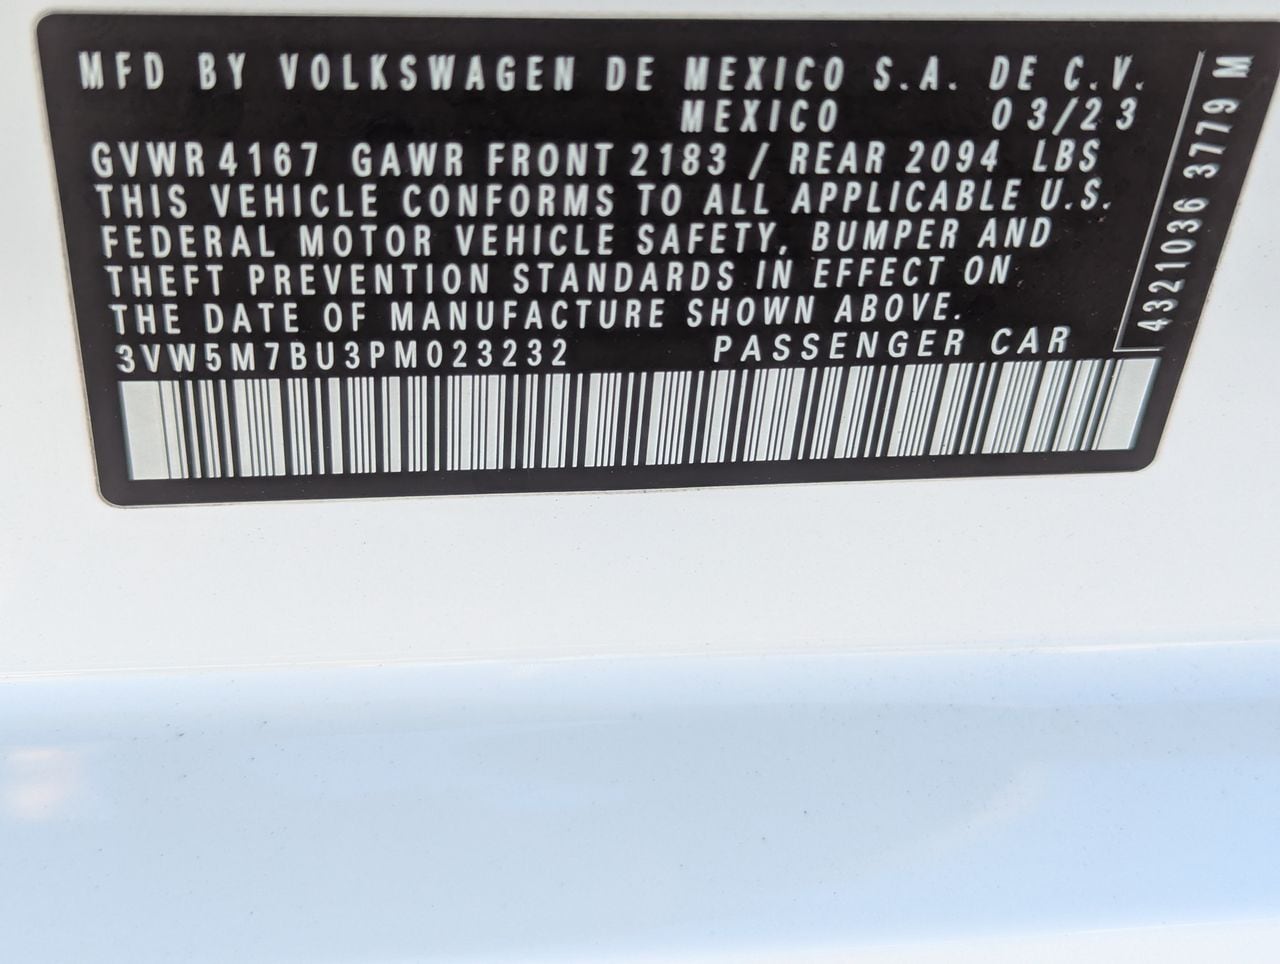 MFD BY VOLKSWAGEN DE MEXICO S.A. DE C.V.
MEXICO 03/23
GVWR 4167 GAWR FRONT 2183 / REAR 2094 LBS
THIS VEHICLE CONFORMS TO ALL APPLICABLE U.S.
FEDERAL MOTOR VEHICLE SAFETY, BUMPER AND
THEFT PREVENTION STANDARDS IN EFFECT ON
THE DATE OF MANUFACTURE SHOWN ABOVE.
3VW5M7BU3PM023232 PASSENGER CAR
4321036 3779 M